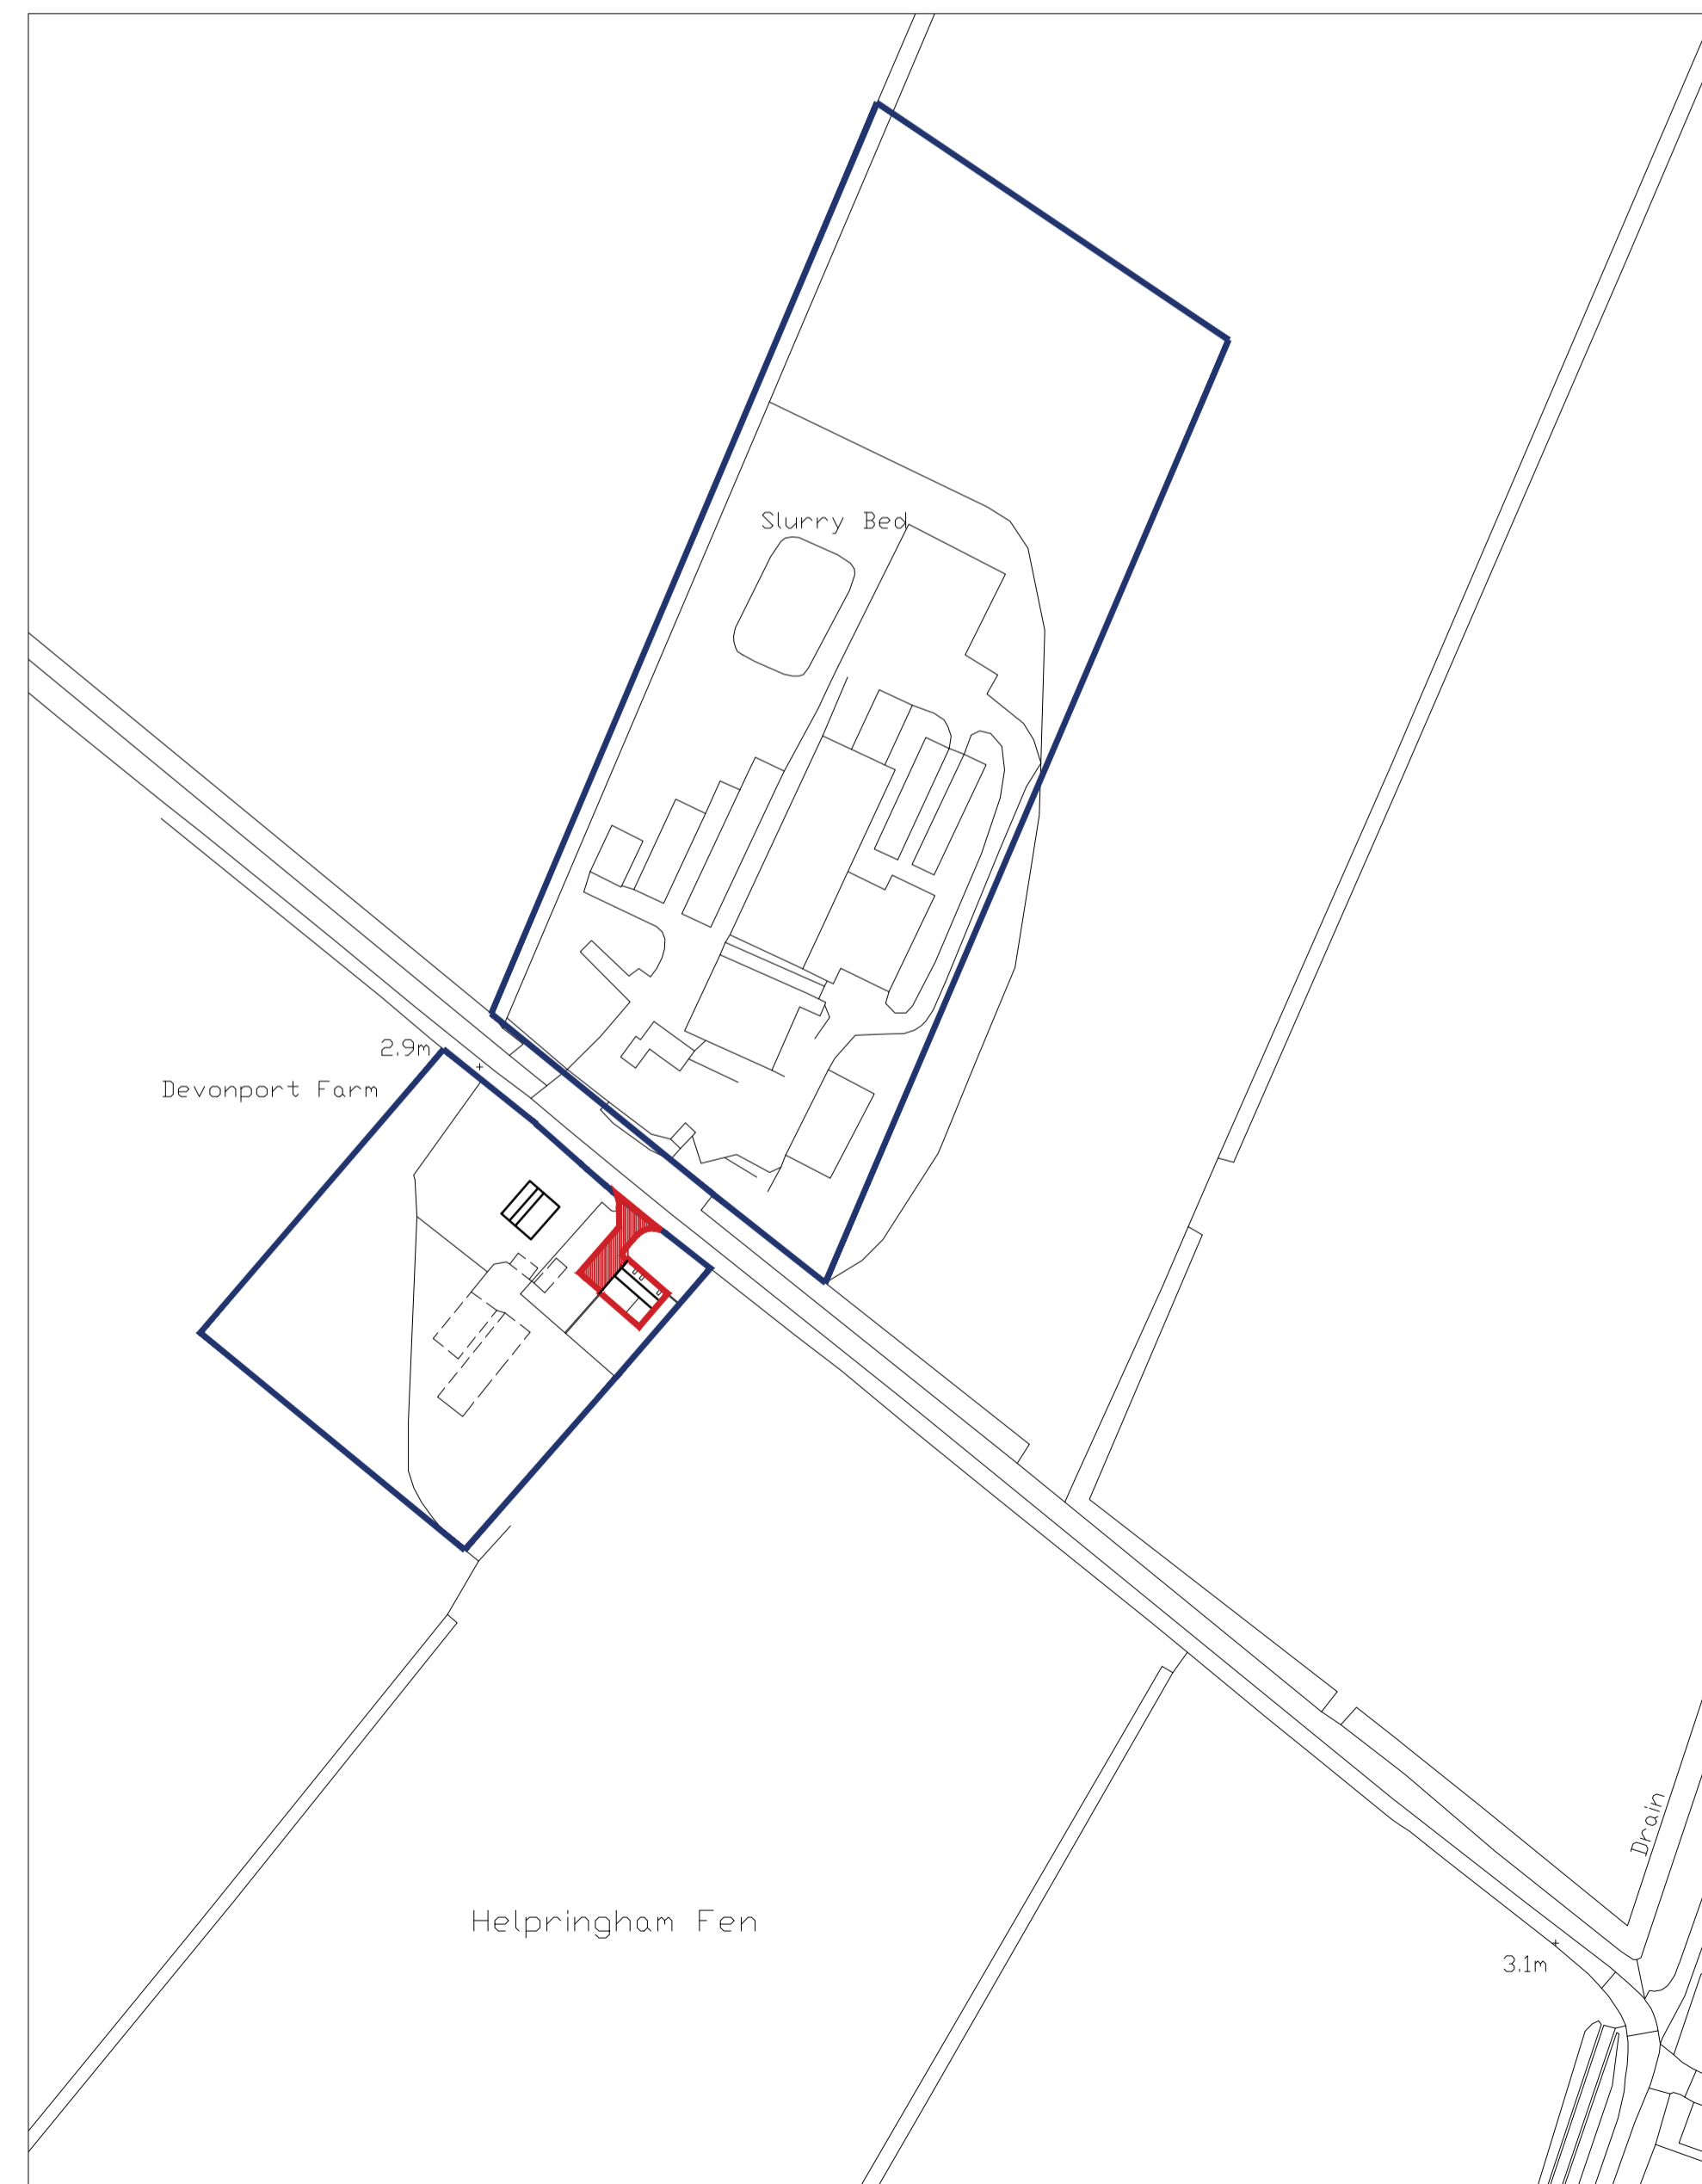 Slurry Bed
2.9m
Devonport Farm
Drain
Helpringham Fen
3.1m